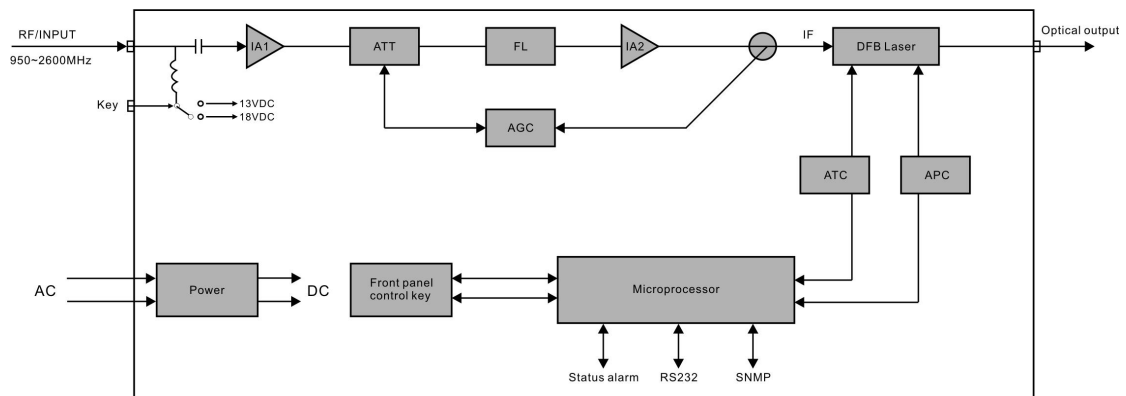 RF/INPUT
950~2600MHz
Key
13VDC
18VDC
IA1
ATT
FL
IA2
IF
DFB Laser
Optical output
AGC
ATC
APC
AC
Power
DC
Front panel
control key
Microprocessor
Status alarm
RS232
SNMP